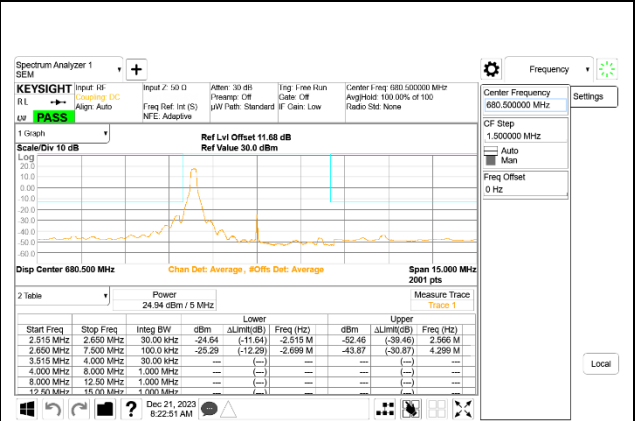 Spectrum Analyzer 1
SEM
Frequency
KEYSIGHT
RL
PASS
Input: RF
Coupling: DC
Align: Auto
Input Z: 50 Ω
Freq Ref: Int (S)
NFE: Adaptive
Atten: 30 dB
Preamp: Off
µW Path: Standard
Trig: Free Run
Gate: Off
IF Gain: Low
Center Freq: 680.500000 MHz
Avg|Hold: 100.00% of 100
Radio Std: None
Center Frequency
680.500000 MHz
Settings
CF Step
1.500000 MHz
Auto
Man
Freq Offset
0 Hz
Local
1 Graph
Scale/Div 10 dB
Ref Lvl Offset 11.68 dB
Ref Value 30.0 dBm
Log
20.0
10.0
0.00
-10.0
-20.0
-30.0
-40.0
-50.0
-60.0
Disp Center 680.500 MHz
Chan Det: Average, #Offs Det: Average
Span 15.000 MHz
2001 pts
2 Table
Power
24.94 dBm / 5 MHz
Measure Trace
Trace 1
Lower Upper
Start Freq Stop Freq Integ BW dBm ΔLimit(dB) Freq (Hz) dBm ΔLimit(dB) Freq (Hz)
2.515 MHz 2.650 MHz 30.00 kHz -24.64 (-11.64) -2.515 M -52.46 (-39.46) 2.566 M
2.650 MHz 7.500 MHz 100.0 kHz -25.29 (-12.29) -2.699 M -43.87 (-30.87) 4.299 M
3.515 MHz 4.000 MHz 30.00 kHz --- (---) --- --- (---) ---
4.000 MHz 8.000 MHz 1.000 MHz --- (---) --- --- (---) ---
8.000 MHz 12.50 MHz 1.000 MHz --- (---) --- --- (---) ---
12.50 MHz 15.00 MHz 1.000 MHz --- (---) --- --- (---) ---
Dec 21, 2023
8:22:51 AM